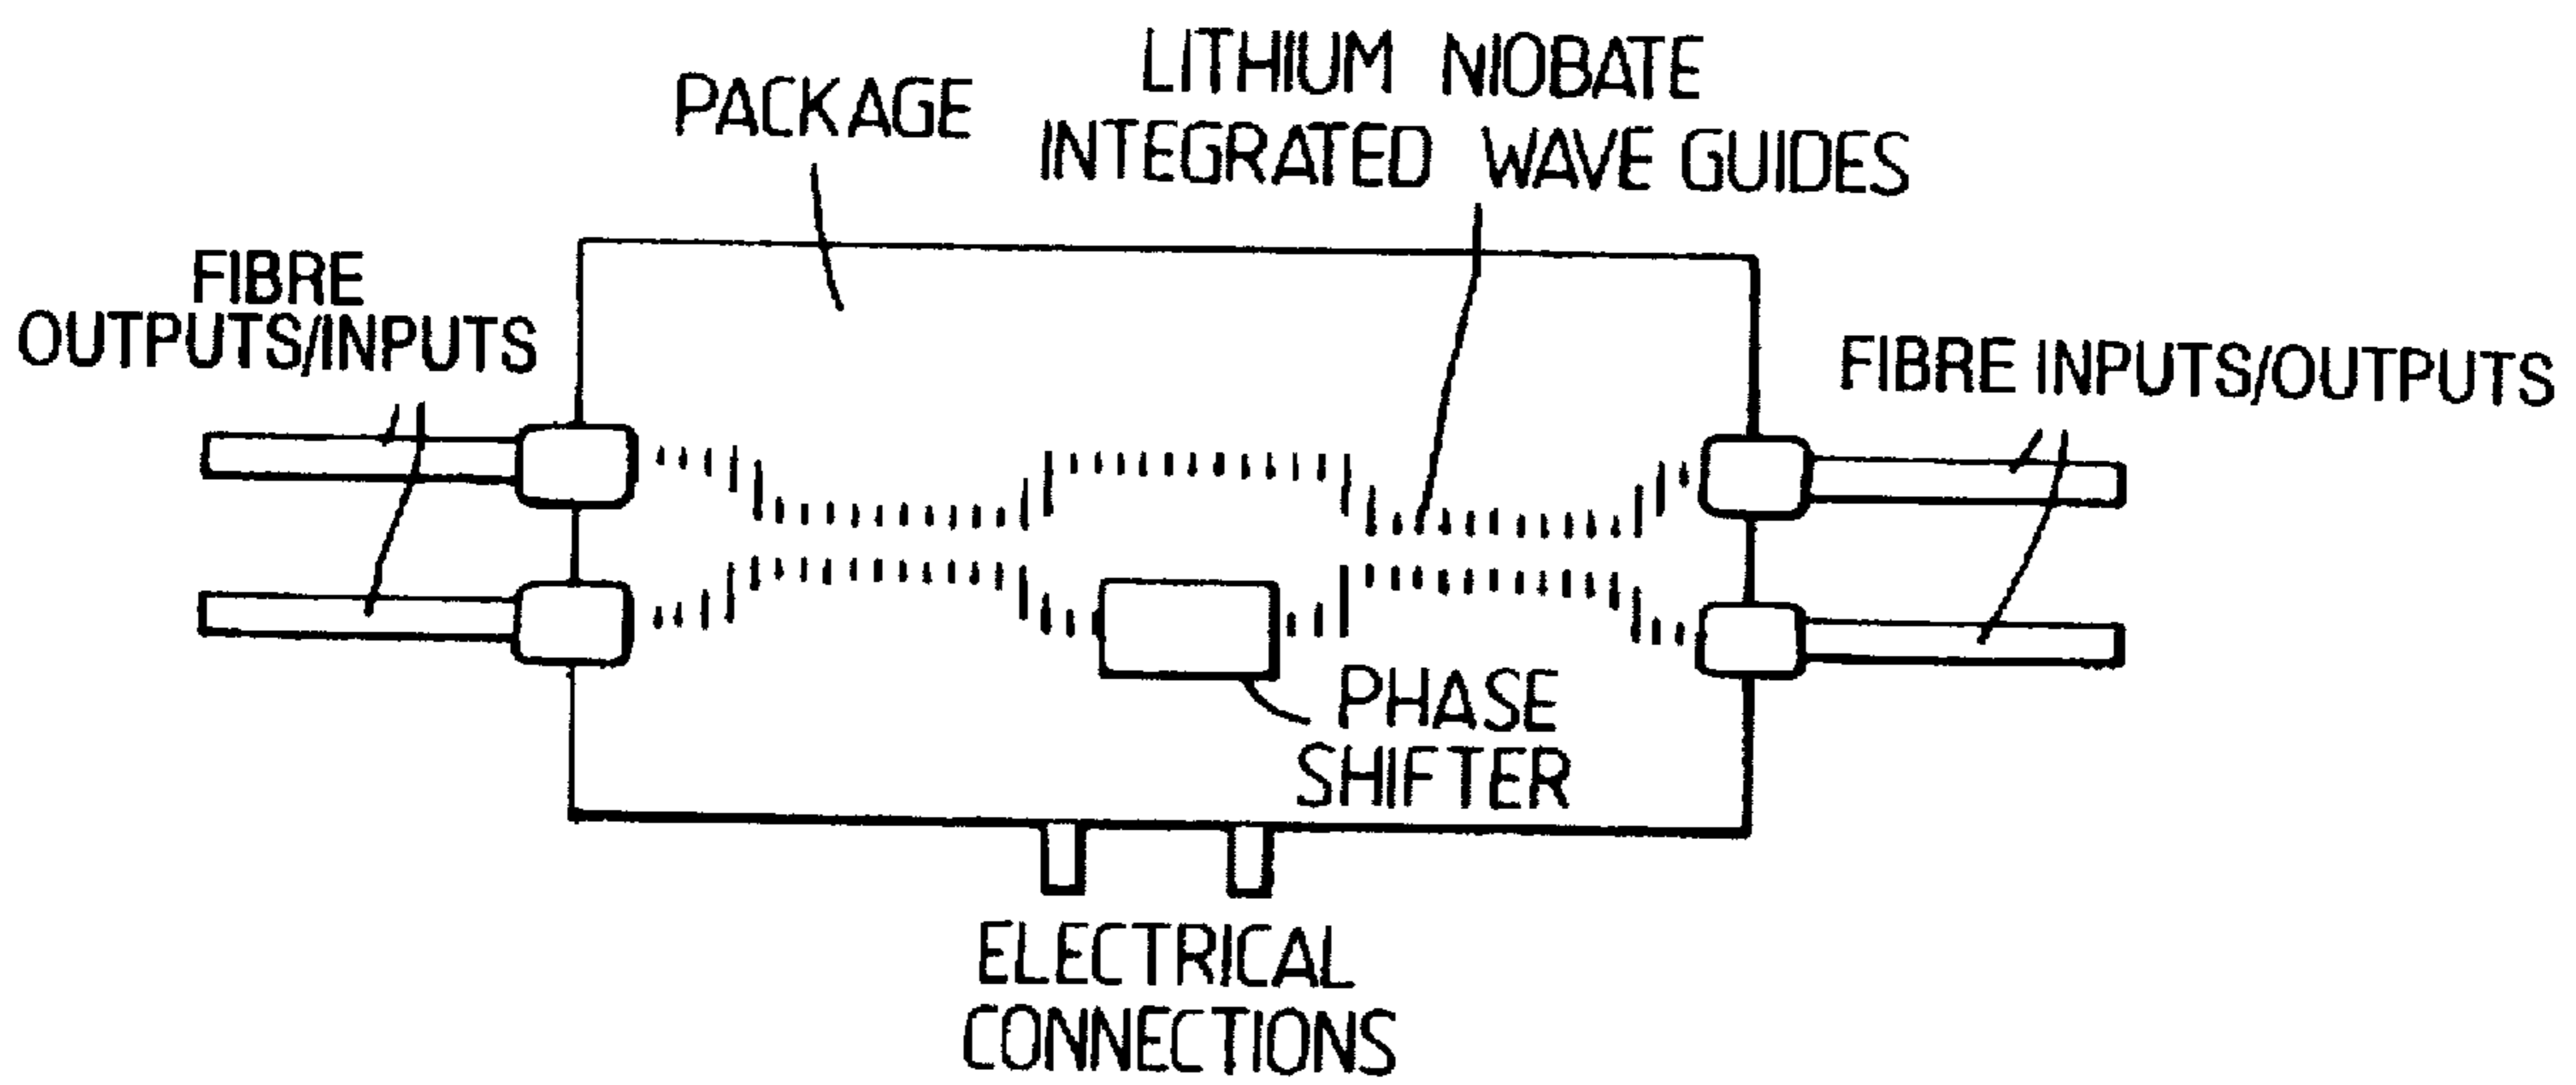 PACKAGE
LITHIUM NIOBATE
INTEGRATED WAVE GUIDES
FIBRE
OUTPUTS/INPUTS
FIBRE INPUTS/OUTPUTS
PHASE
SHIFTER
ELECTRICAL
CONNECTIONS